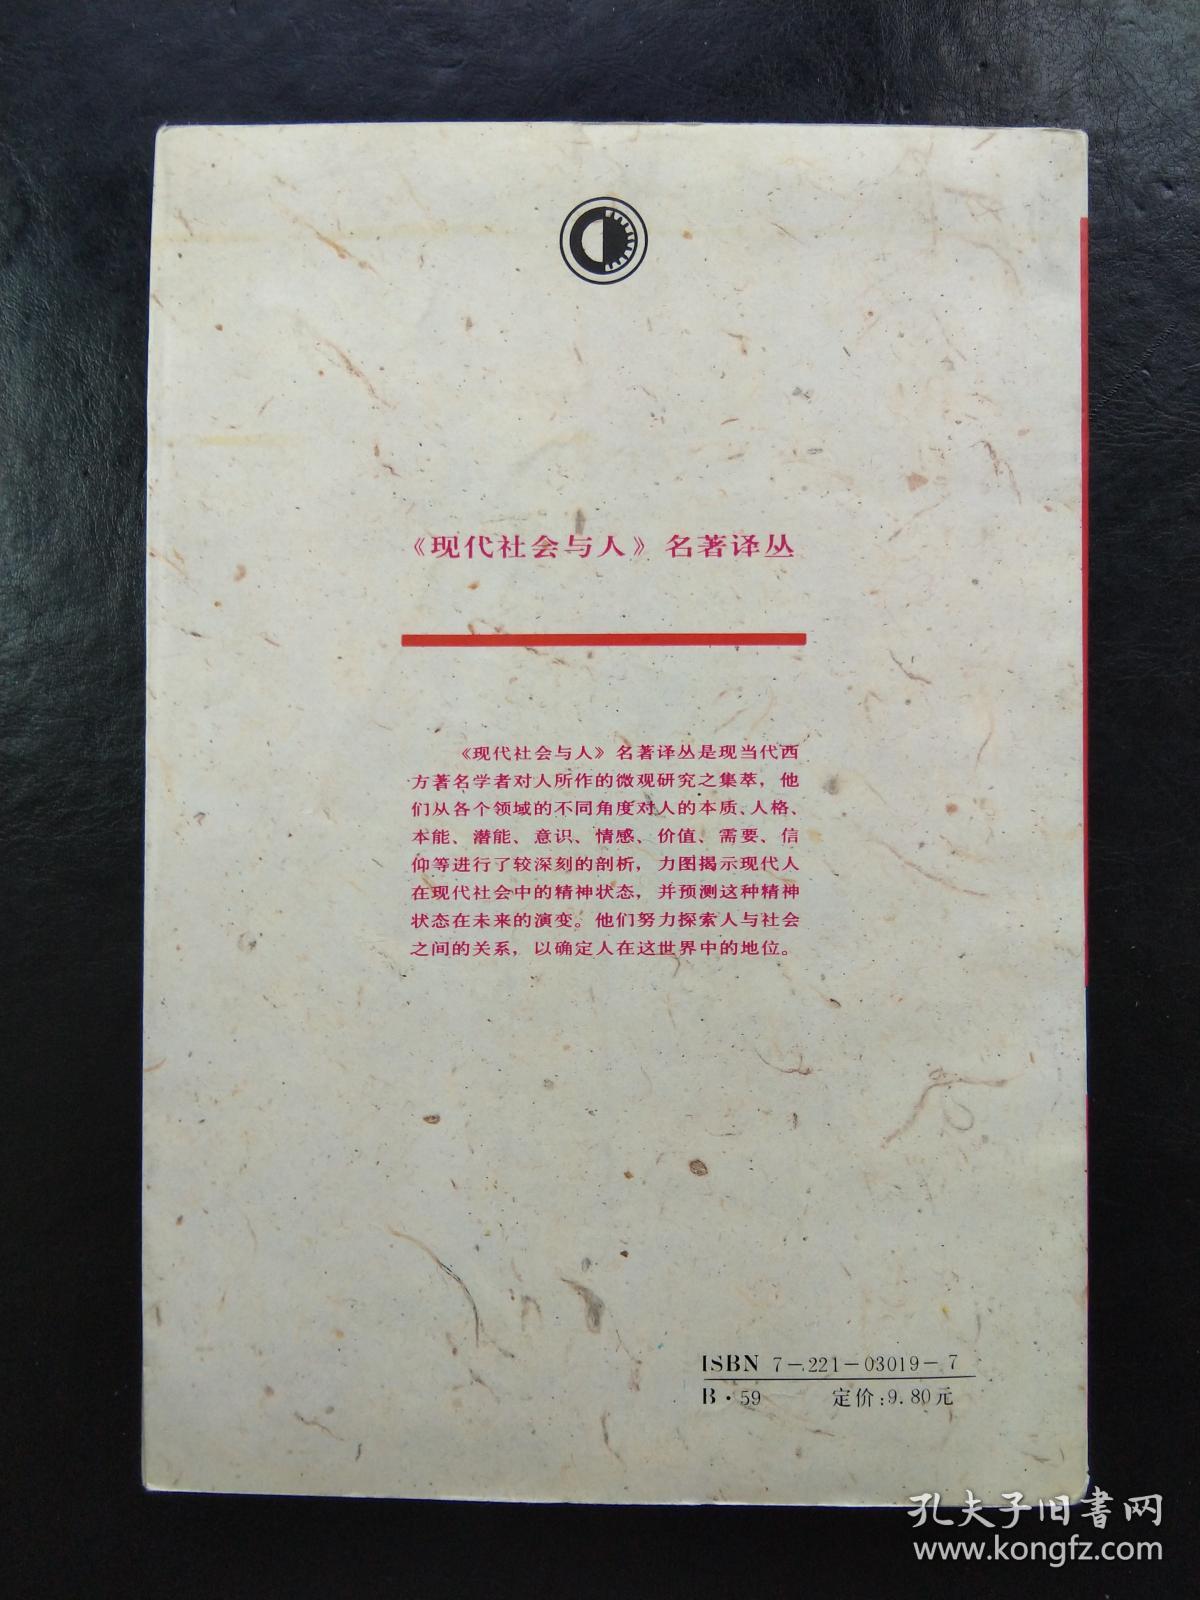 《现代社会与人》名著译丛
《现代社会与人》名著译丛是现当代西
方著名学者对人所作的微观研究之集萃，他
们从各个领域的不同角度对人的本质、人格、
本能、潜能、意识、情感、价值、需要、信
仰等进行了较深刻的剖析，力图揭示现代人
在现代社会中的精神状态，并预测这种精神
状态在未来的演变。他们努力探索人与社会
之间的关系，以确定人在这世界中的地位。
ISBN 7-221-03019-7
B·59 定价:9.80元
孔夫子旧书网
www.kongfz.com